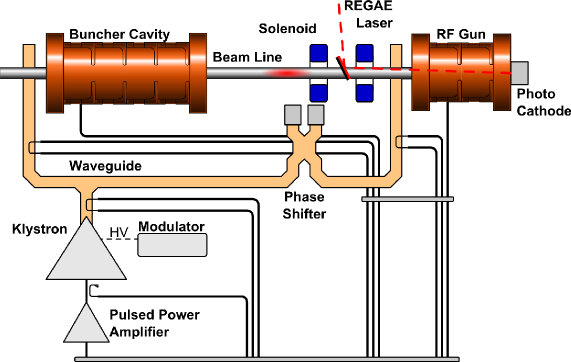 REGAE
Laser
Solenoid
Buncher Cavity
RF Gun
Beam Line
Photo
Cathode
Waveguide
Phase
Shifter
Klystron
HV
Modulator
Pulsed Power
Amplifier